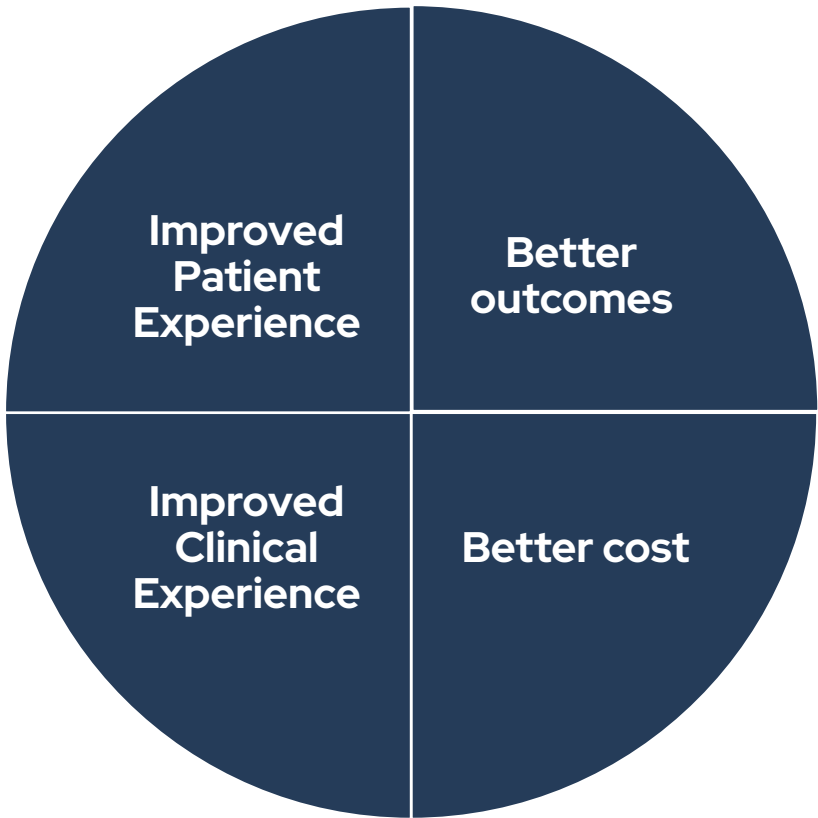 Improved
Patient
Experience
Better
outcomes
Improved
Clinical
Experience
Better cost